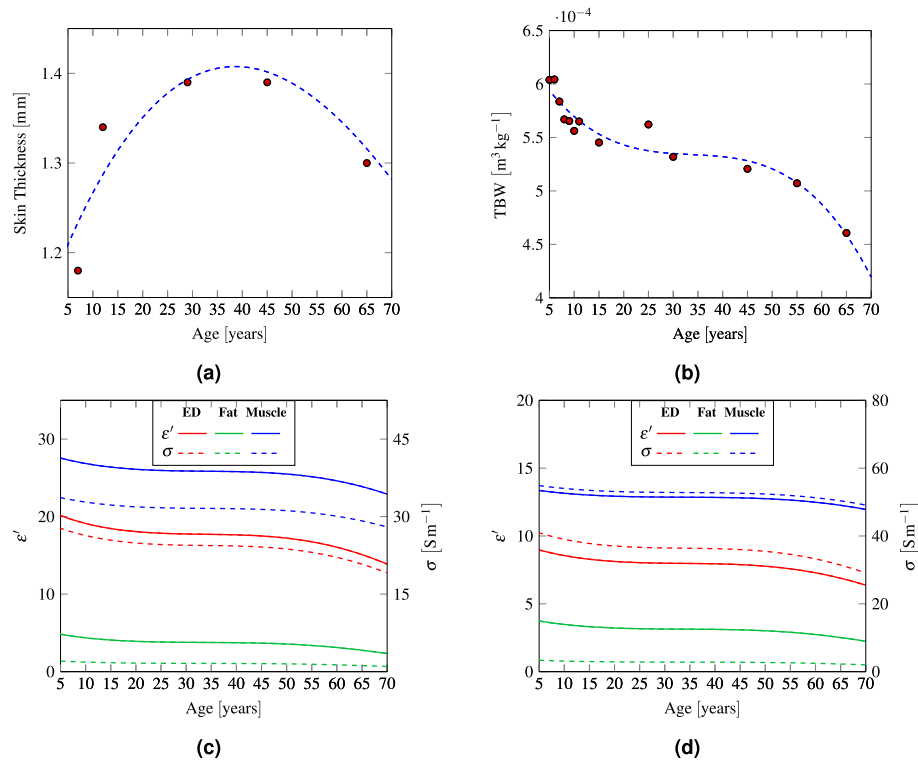 1.4
1.3
1.2
Skin Thickness [mm]
5 10 15 20 25 30 35 40 45 50 55 60 65 70
Age [years]
(a)
·10−4
6.5
6
5.5
5
4.5
4
TBW [m3 kg−1]
5 10 15 20 25 30 35 40 45 50 55 60 65 70
Age [years]
(b)
ED Fat Muscle
ε′
σ
30
20
10
0
ε′
45
30
15
σ [S m−1]
5 10 15 20 25 30 35 40 45 50 55 60 65 70
Age [years]
(c)
ED Fat Muscle
ε′
σ
20
15
10
5
0
ε′
80
60
40
20
0
σ [S m−1]
5 10 15 20 25 30 35 40 45 50 55 60 65 70
Age [years]
(d)